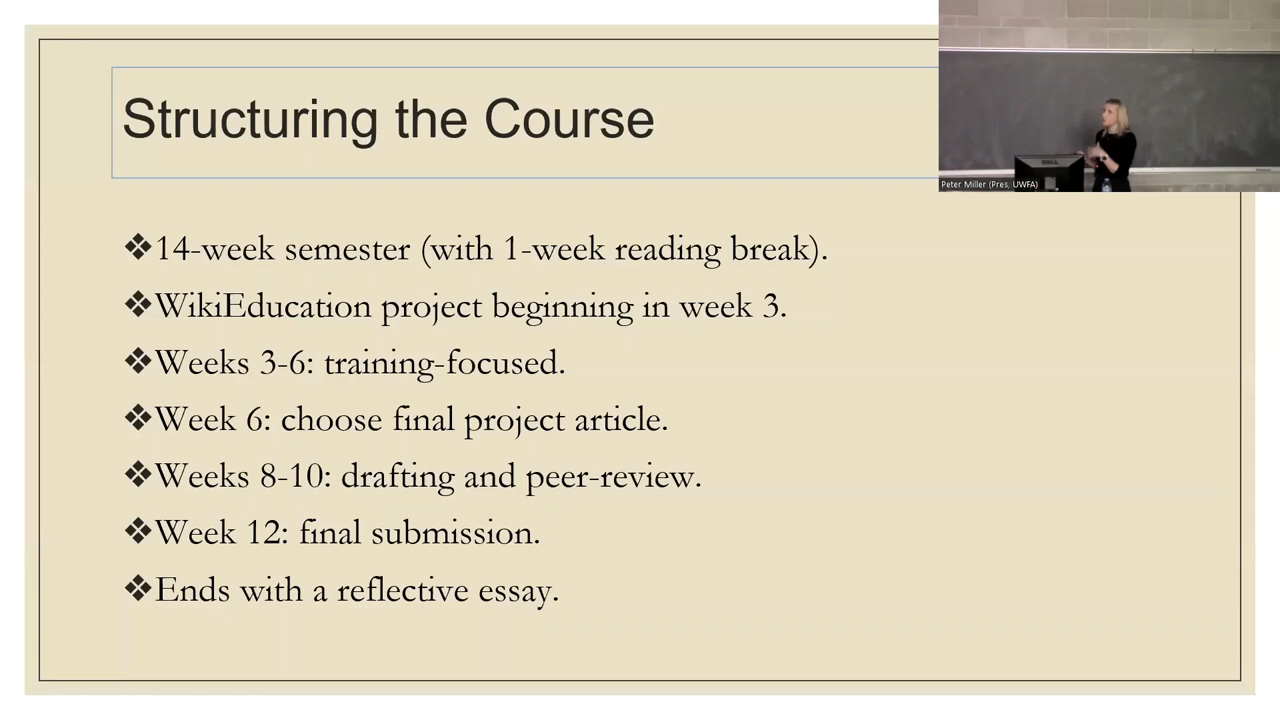 Structuring the Course
❖14-week semester (with 1-week reading break).
❖WikiEducation project beginning in week 3.
❖Weeks 3-6: training-focused.
❖Week 6: choose final project article.
❖Weeks 8-10: drafting and peer-review.
❖Week 12: final submission.
❖Ends with a reflective essay.
DELL
Peter Miller (Pres, UWFA)